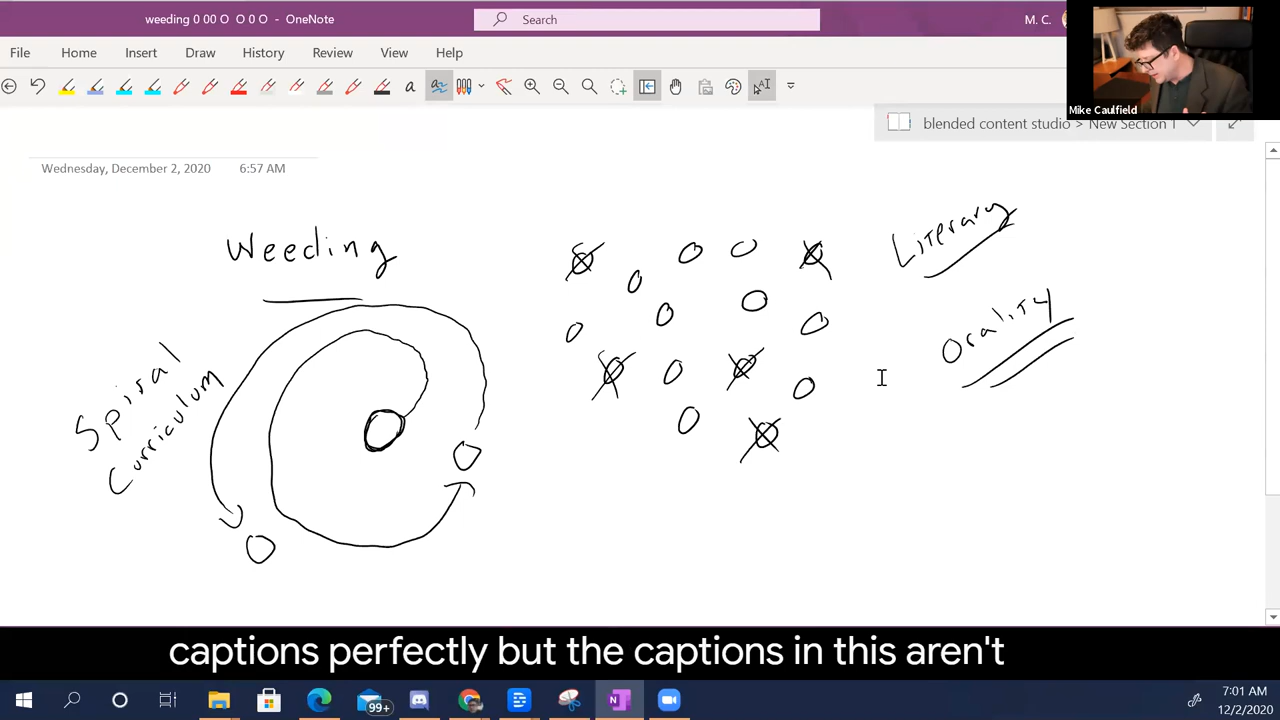 weeding 0 00 O  O 0 O - OneNote
Search
M. C.
File Home Insert Draw History Review View Help
Mike Caulfield
blended content studio > New Section 1
Wednesday, December 2, 2020 6:57 AM
Weeding
Literary
Orality
Spiral
Curriculum
captions perfectly but the captions in this aren't
99+
7:01 AM
12/2/2020